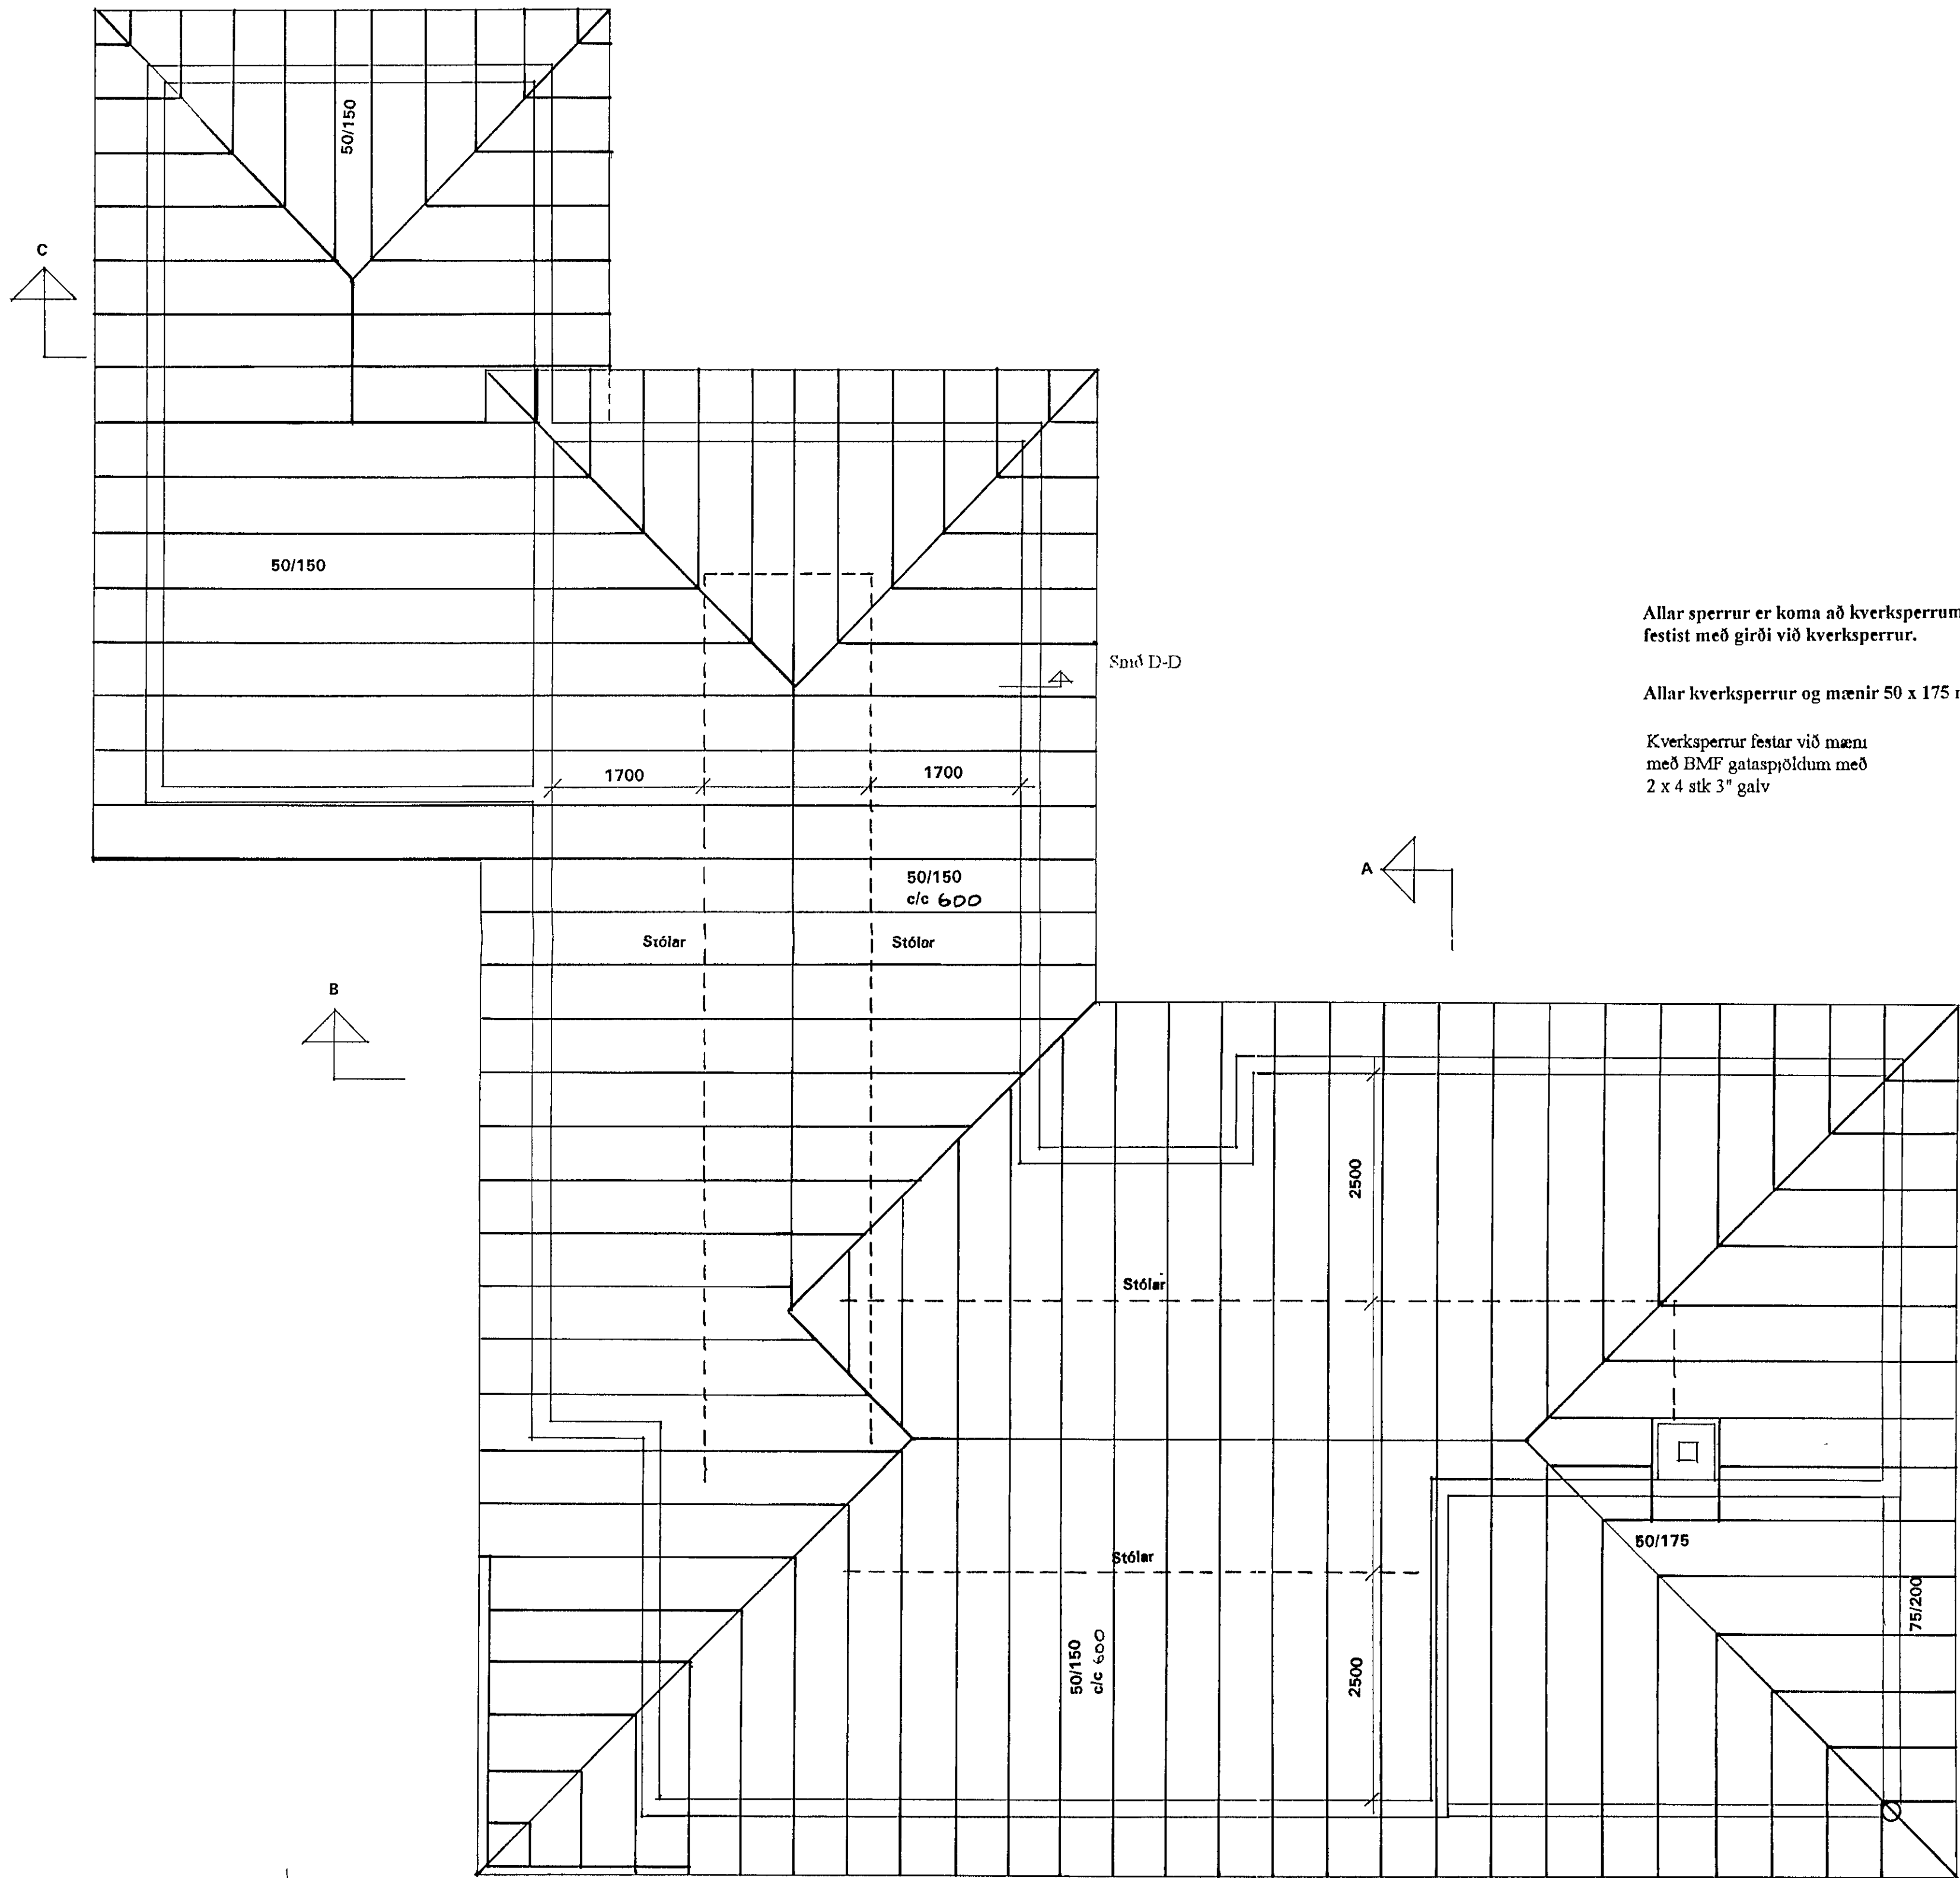 50/150
C
50/150
Allar sperrur er koma að kverksperrum
festist með girði við kverksperrur.
Snið D-D
Allar kverksperrur og mænir 50 x 175
Kverksperrur festar við mæni
með BMF gataspjöldum með
2 x 4 stk 3" galv
1700
1700
A
50/150
c/c 600
Stólar
Stólar
B
2500
Stólar
50/175
Stólar
75/200
50/150
c/c 600
2500